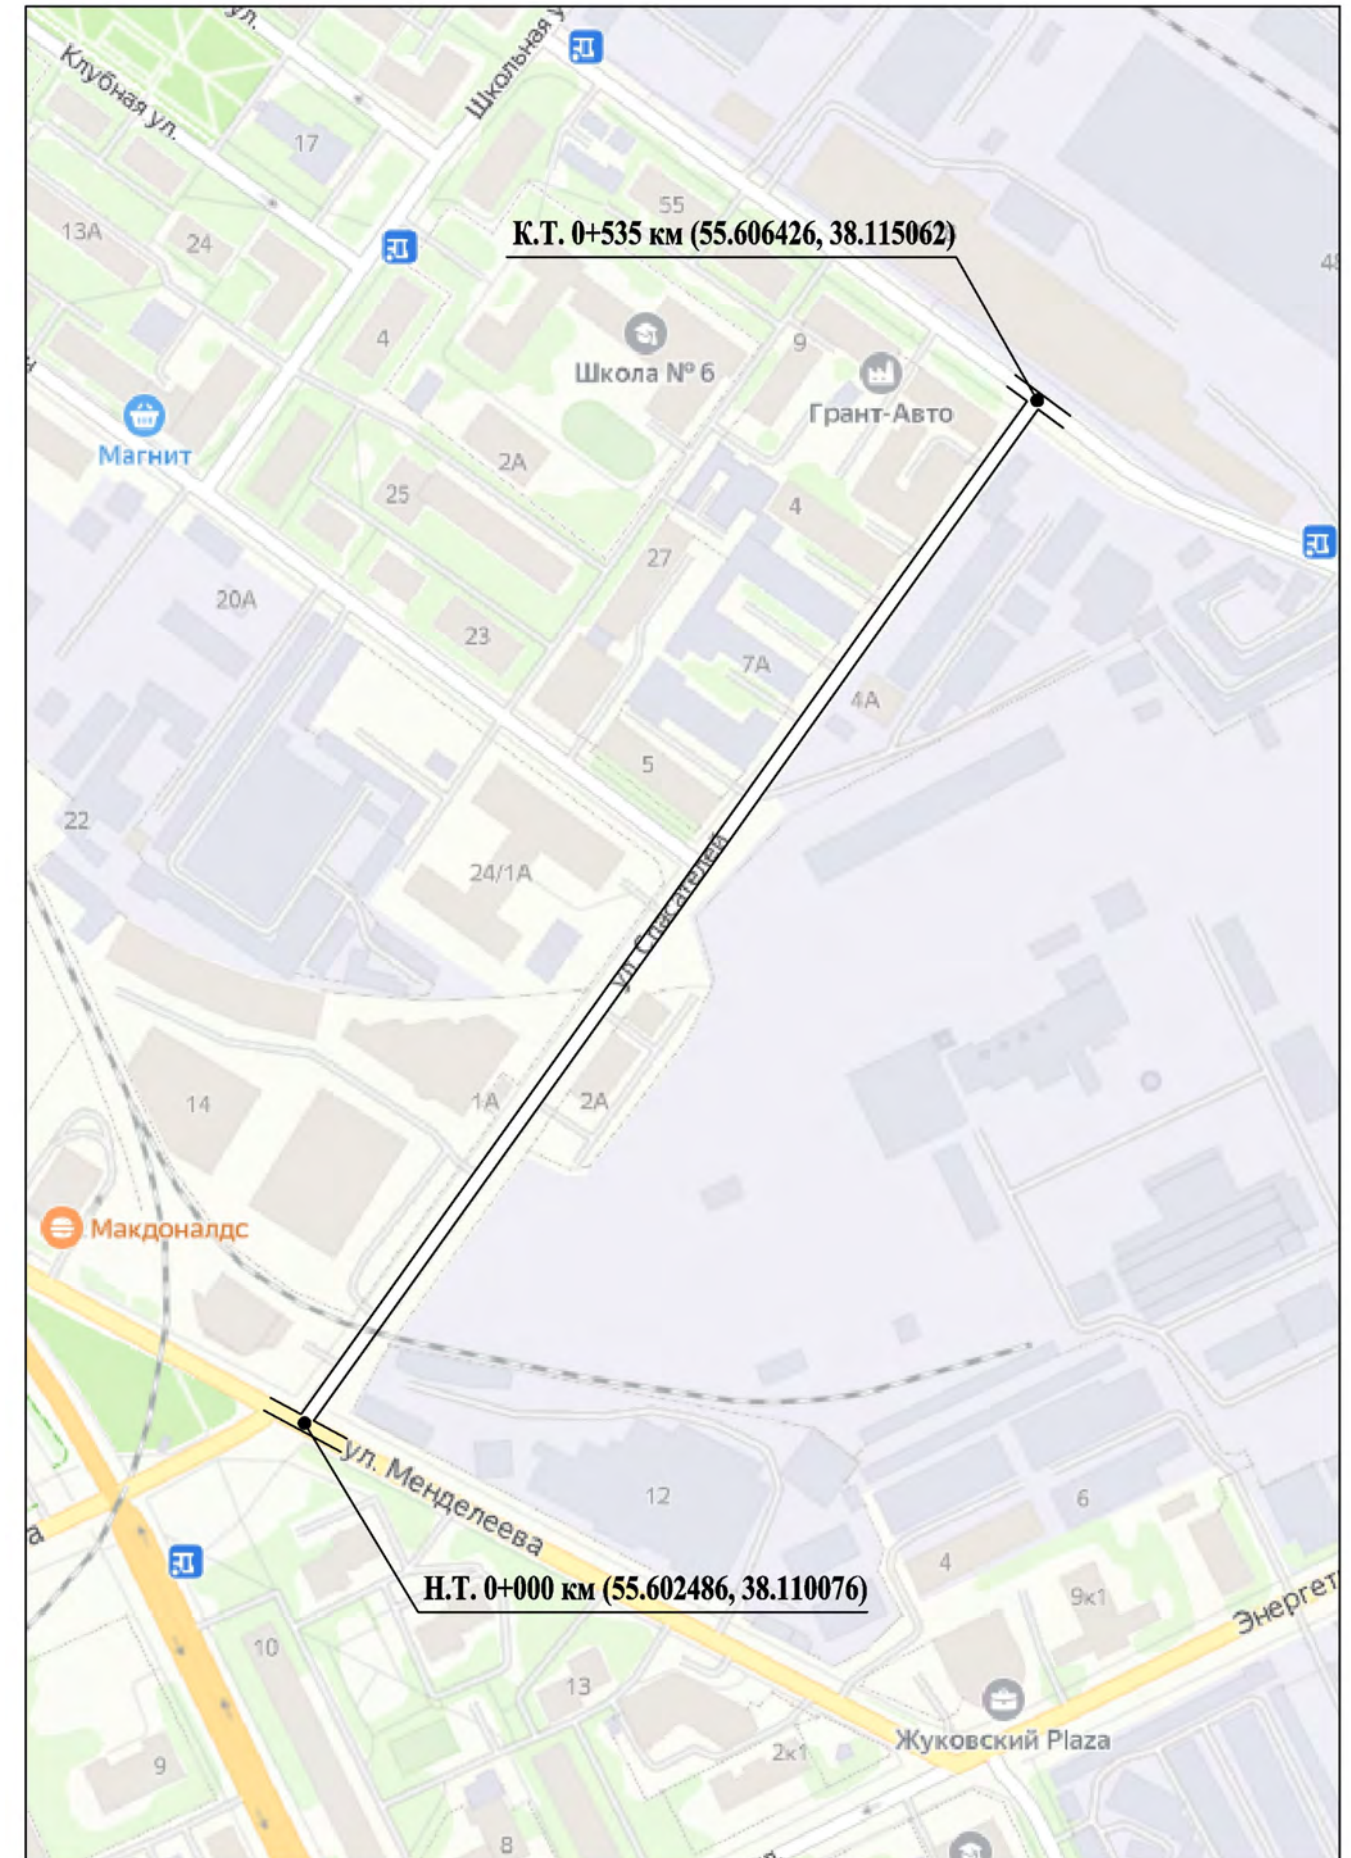 ул.
Клубная ул.
Школьная у
17
55
13А
24
К.Т. 0+535 км (55.606426, 38.115062)
48
4
9
Школа № 6
Грант-Авто
Магнит
2А
25
4
27
20А
23
7А
4А
5
22
24/1А
ул. Спасателей
14
1А
2А
Макдоналдс
ул. Менделеева
12
6
4
9к1
Н.Т. 0+000 км (55.602486, 38.110076)
Энергет
10
13
Жуковский Plaza
2к1
9
8